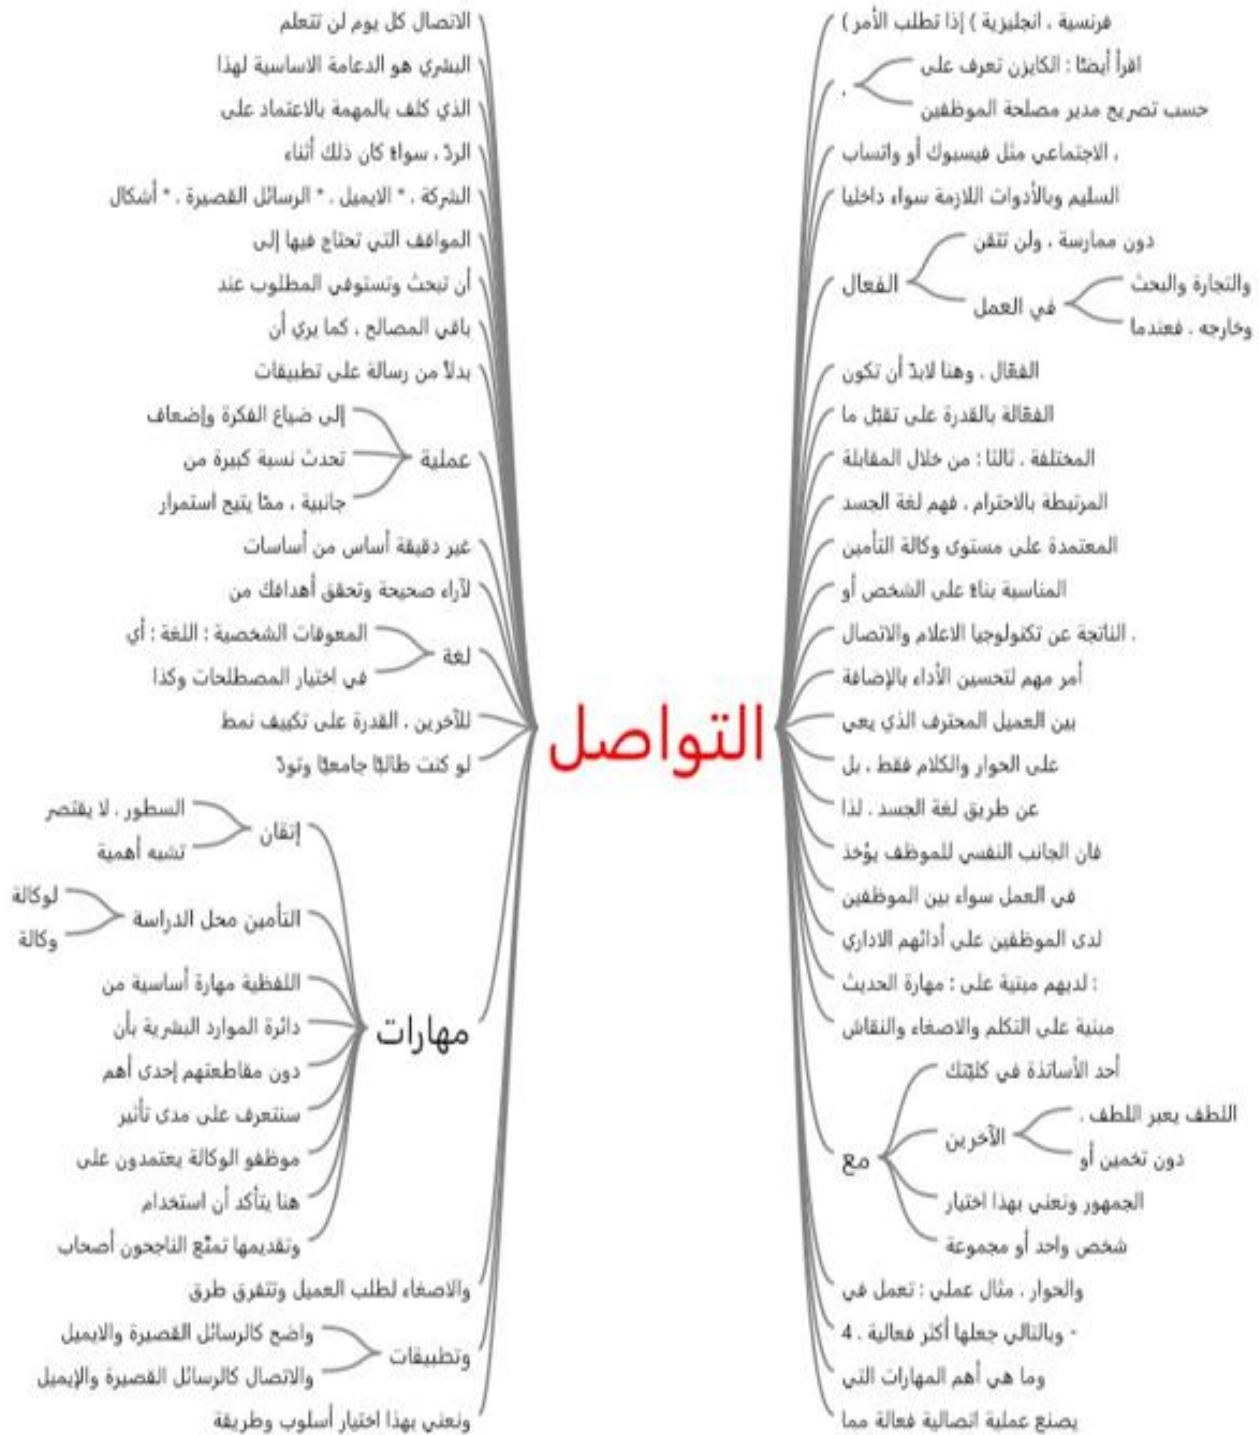 التواصل
فرنسية ، انجليزية ) إذا تطلب الأمر )
،
اقرأ أيضًا : الكايزن تعرف على
حسب تصريح مدير مصلحة الموظفين
، الاجتماعي مثل فيسبوك أو واتساب
السليم وبالأدوات اللازمة سواء داخليا
الفعال
دون ممارسة ، ولن تتقن
في العمل
والتجارة والبحث
وخارجه . فعندما
الفعّال . وهنا لابدّ أن تكون
الفعّالة بالقدرة على تقبّل ما
المختلفة . ثالثا : من خلال المقابلة
المرتبطة بالاحترام ، فهم لغة الجسد
المعتمدة على مستوى وكالة التأمين
المناسبة بناءً على الشخص أو
. الناتجة عن تكنولوجيا الاعلام والاتصال
أمر مهم لتحسين الأداء بالإضافة
بين العميل المحترف الذي يعي
على الحوار والكلام فقط ، بل
عن طريق لغة الجسد . لذا
فان الجانب النفسي للموظف يؤخذ
في العمل سواء بين الموظفين
لدى الموظفين على أدائهم الاداري
: لديهم مبنية على : مهارة الحديث
مبنية على التكلم والاصغاء والنقاش
مع
أحد الأساتذة في كليّتك
الآخرين
اللطف يعبر اللطف .
دون تخمين أو
الجمهور ونعني بهذا اختيار
شخص واحد أو مجموعة
والحوار . مثال عملي : تعمل في
- وبالتالي جعلها أكثر فعالية . 4
وما هي أهم المهارات التي
يصنع عملية اتصالية فعالة مما
الاتصال كل يوم لن تتعلم
البشري هو الدعامة الاساسية لهذا
الذي كلف بالمهمة بالاعتماد على
الردّ ، سواءً كان ذلك أثناء
الشركة ، * الايميل . * الرسائل القصيرة . * أشكال
المواقف التي تحتاج فيها إلى
أن تبحث وتستوفي المطلوب عند
باقي المصالح ، كما يري أن
بدلاً من رسالة على تطبيقات
عملية
إلى ضياع الفكرة وإضعاف
تحدث نسبة كبيرة من
جانبية ، ممّا يتيح استمرار
غير دقيقة أساس من أساسات
لآراء صحيحة وتحقق أهدافك من
لغة
المعوقات الشخصية : اللغة : أي
في اختيار المصطلحات وكذا
للآخرين . القدرة على تكييف نمط
لو كنت طالبًا جامعيًا وتودّ
مهارات
إتقان
السطور . لا يقتصر
تشبه أهمية
التأمين محل الدراسة
لوكالة
وكالة
اللفظية مهارة أساسية من
دائرة الموارد البشرية بأن
دون مقاطعتهم إحدى أهم
سنتعرف على مدى تأثير
موظفو الوكالة يعتمدون على
هنا يتأكد أن استخدام
وتقديمها تمتّع الناجحون أصحاب
والاصغاء لطلب العميل وتتفرق طرق
وتطبيقات
واضح كالرسائل القصيرة والايميل
والاتصال كالرسائل القصيرة والإيميل
ونعني بهذا اختيار أسلوب وطريقة